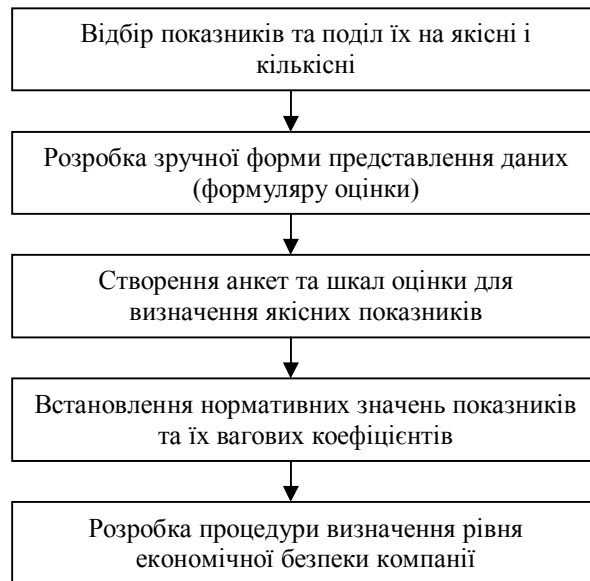 Відбір показників та поділ їх на якісні і
кількісні
Розробка зручної форми представлення даних
(формуляру оцінки)
Створення анкет та шкал оцінки для
визначення якісних показників
Встановлення нормативних значень показників
та їх вагових коефіцієнтів
Розробка процедури визначення рівня
економічної безпеки компанії